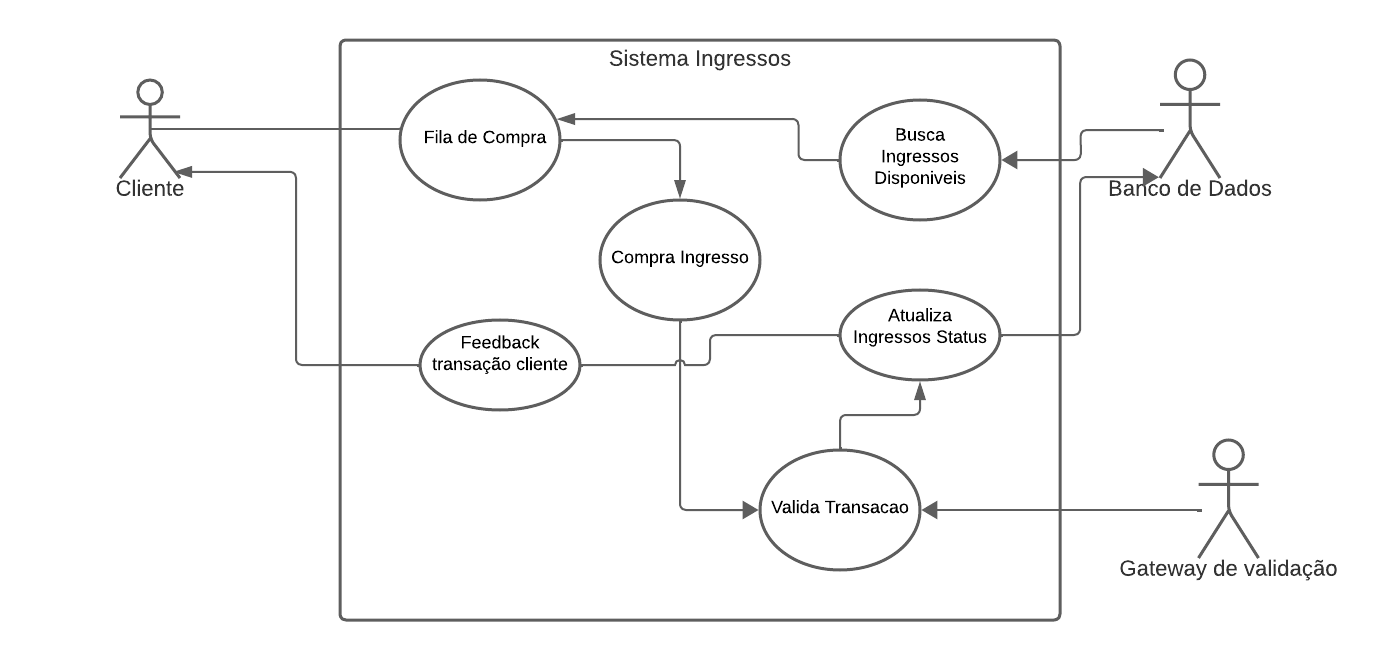 Sistema Ingressos
Fila de Compra
Busca
Ingressos
Disponiveis
Cliente
Banco de Dados
Compra Ingresso
Atualiza
Ingressos Status
Feedback
transação cliente
Valida Transacao
Gateway de validação